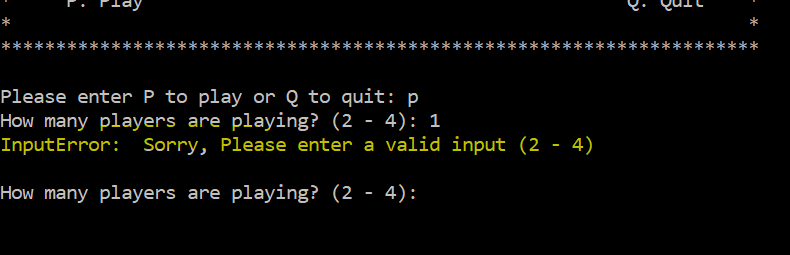 * P: Play Q: Quit *
* *
*****************************************************************************
Please enter P to play or Q to quit: p
How many players are playing? (2 - 4): 1
InputError:  Sorry, Please enter a valid input (2 - 4)
How many players are playing? (2 - 4):